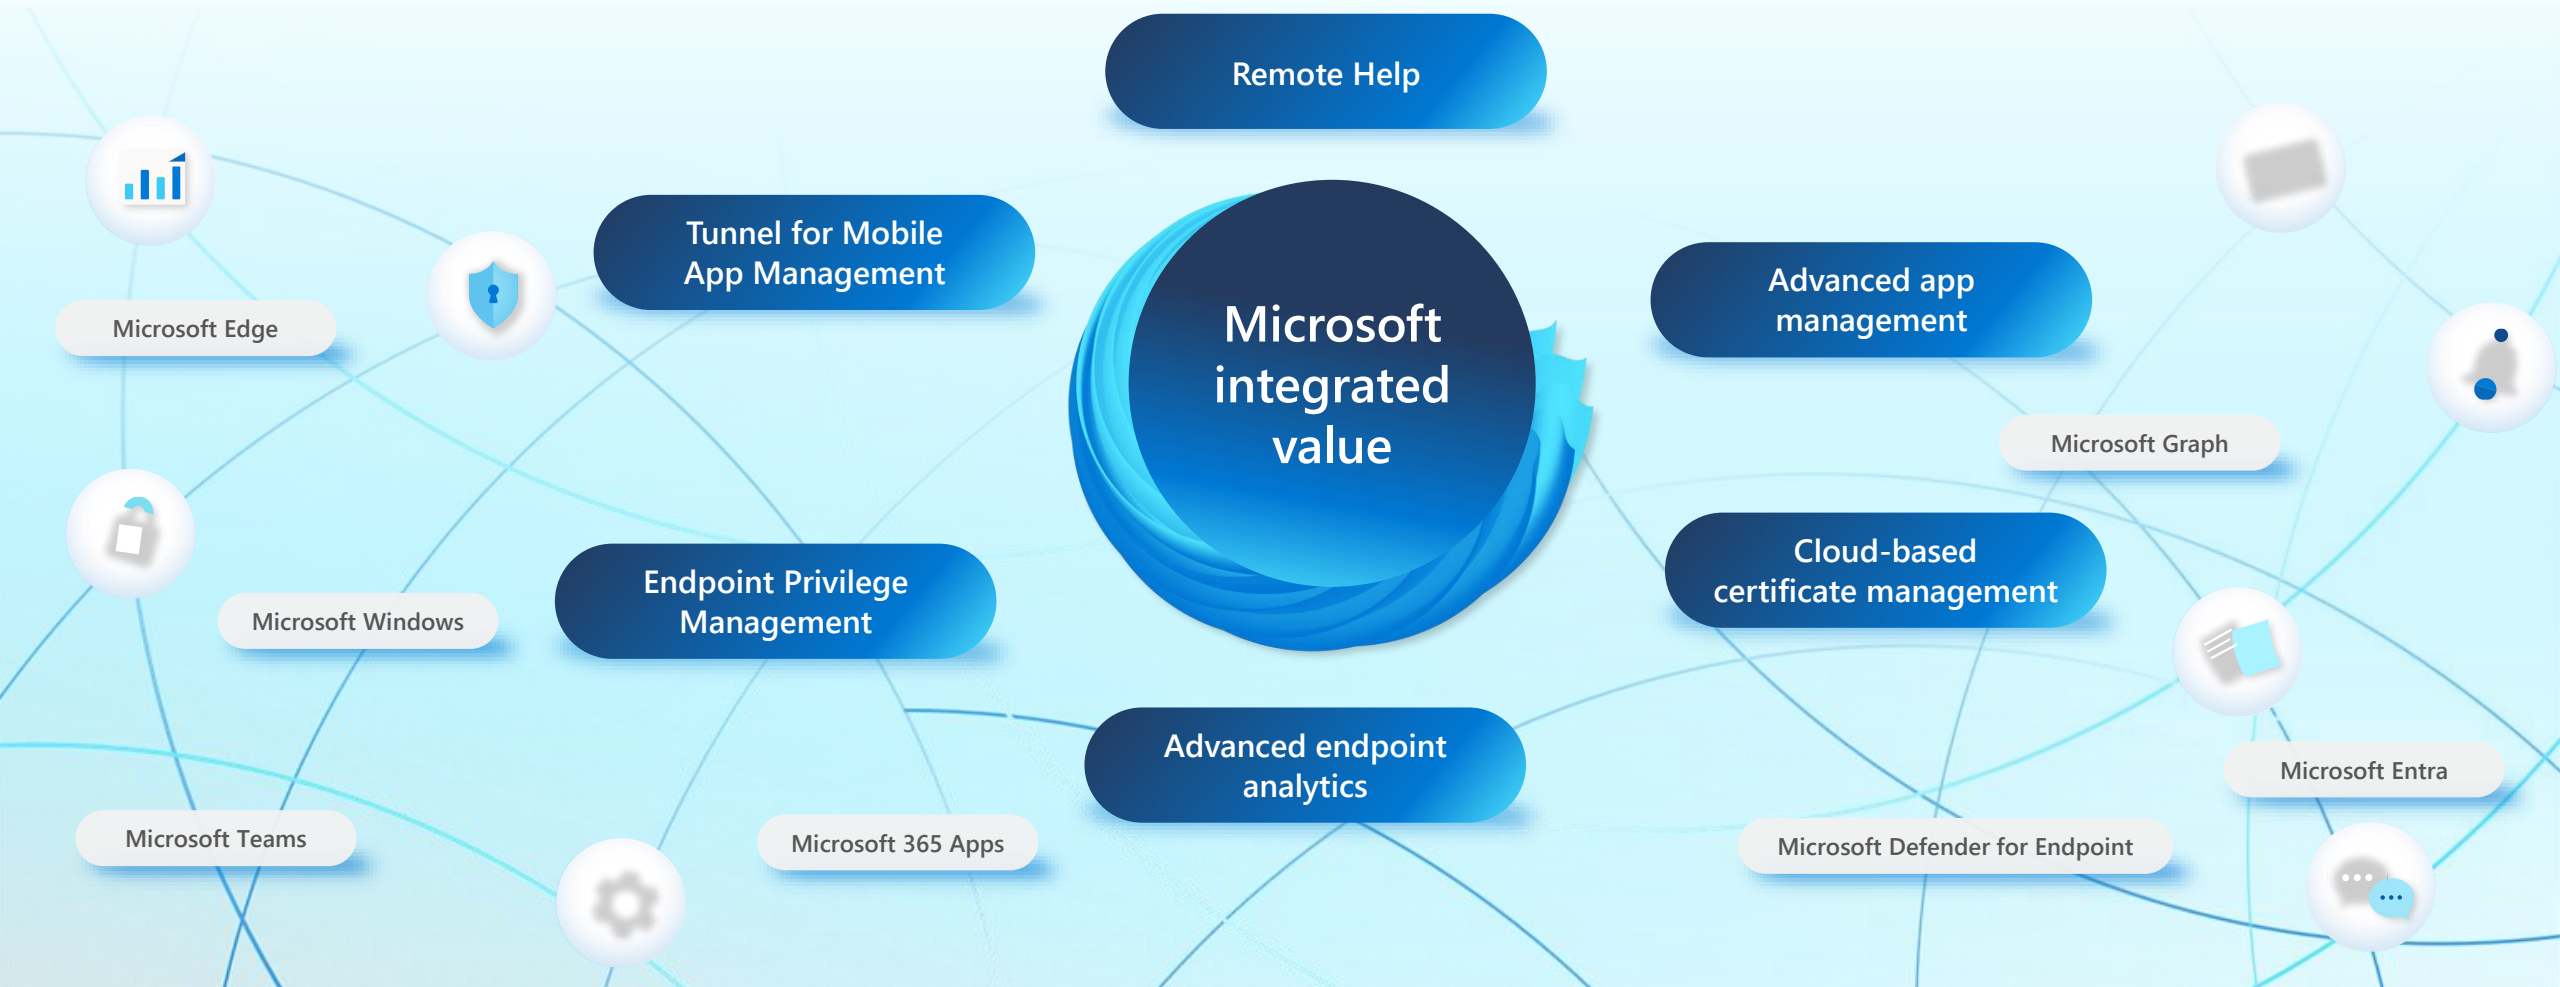 Remote Help
Tunnel for Mobile
App Management
Advanced app
management
Microsoft
integrated
value
Microsoft Edge
Microsoft Graph
Cloud-based
certificate management
Endpoint Privilege
Management
Microsoft Windows
Advanced endpoint
analytics
Microsoft Entra
Microsoft Teams
Microsoft 365 Apps
Microsoft Defender for Endpoint